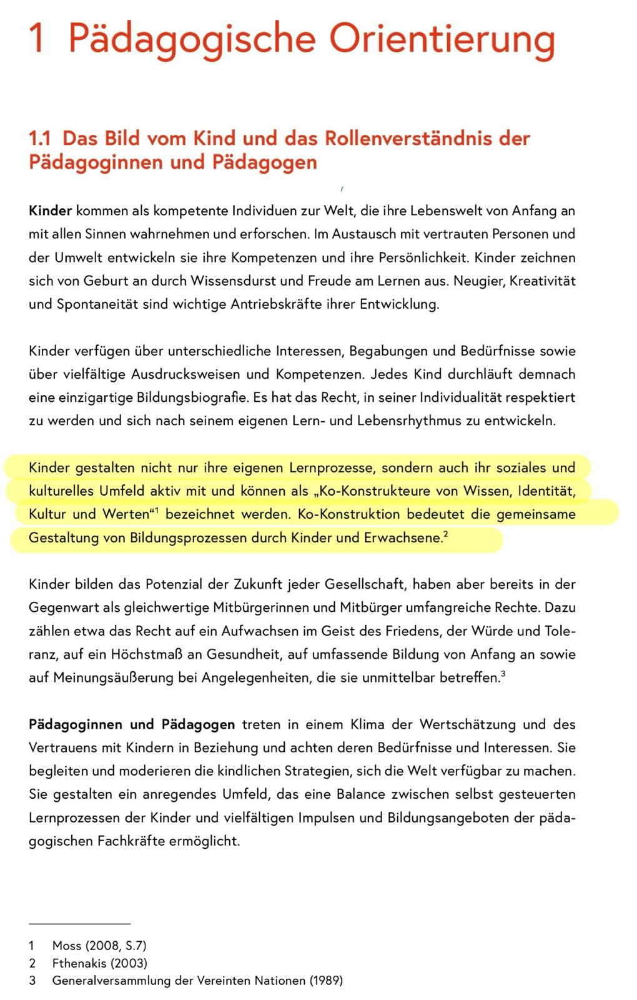 1 Pädagogische Orientierung
1.1 Das Bild vom Kind und das Rollenverständnis der
Pädagoginnen und Pädagogen
Kinder kommen als kompetente Individuen zur Welt, die ihre Lebenswelt von Anfang an
mit allen Sinnen wahrnehmen und erforschen. Im Austausch mit vertrauten Personen und
der Umwelt entwickeln sie ihre Kompetenzen und ihre Persönlichkeit. Kinder zeichnen
sich von Geburt an durch Wissensdurst und Freude am Lernen aus. Neugier, Kreativität
und Spontaneität sind wichtige Antriebskräfte ihrer Entwicklung.
Kinder verfügen über unterschiedliche Interessen, Begabungen und Bedürfnisse sowie
über vielfältige Ausdrucksweisen und Kompetenzen. Jedes Kind durchläuft demnach
eine einzigartige Bildungsbiografie. Es hat das Recht, in seiner Individualität respektiert
zu werden und sich nach seinem eigenen Lern- und Lebensrhythmus zu entwickeln.
Kinder gestalten nicht nur ihre eigenen Lernprozesse, sondern auch ihr soziales und
kulturelles Umfeld aktiv mit und können als „Ko-Konstrukteure von Wissen, Identität,
Kultur und Werten“¹ bezeichnet werden. Ko-Konstruktion bedeutet die gemeinsame
Gestaltung von Bildungsprozessen durch Kinder und Erwachsene.²
Kinder bilden das Potenzial der Zukunft jeder Gesellschaft, haben aber bereits in der
Gegenwart als gleichwertige Mitbürgerinnen und Mitbürger umfangreiche Rechte. Dazu
zählen etwa das Recht auf ein Aufwachsen im Geist des Friedens, der Würde und Tole-
ranz, auf ein Höchstmaß an Gesundheit, auf umfassende Bildung von Anfang an sowie
auf Meinungsäußerung bei Angelegenheiten, die sie unmittelbar betreffen.³
Pädagoginnen und Pädagogen treten in einem Klima der Wertschätzung und des
Vertrauens mit Kindern in Beziehung und achten deren Bedürfnisse und Interessen. Sie
begleiten und moderieren die kindlichen Strategien, sich die Welt verfügbar zu machen.
Sie gestalten ein anregendes Umfeld, das eine Balance zwischen selbst gesteuerten
Lernprozessen der Kinder und vielfältigen Impulsen und Bildungsangeboten der päda-
gogischen Fachkräfte ermöglicht.
1 Moss (2008, S.7)
2 Fthenakis (2003)
3 Generalversammlung der Vereinten Nationen (1989)